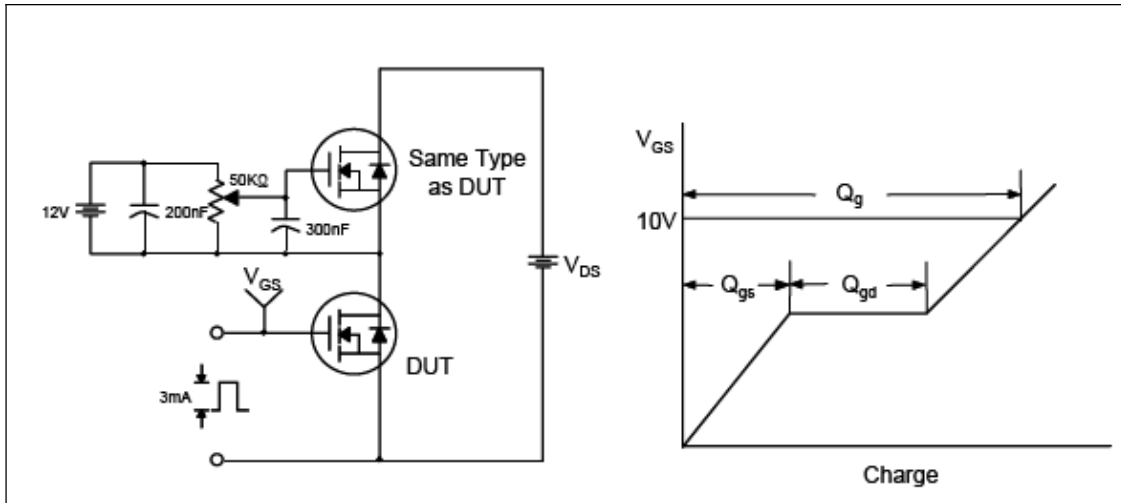 Same Type
as DUT
50KΩ
12V
200nF
300nF
VGS
VDS
DUT
3mA
VGS
Qg
10V
Qgs
Qgd
Charge